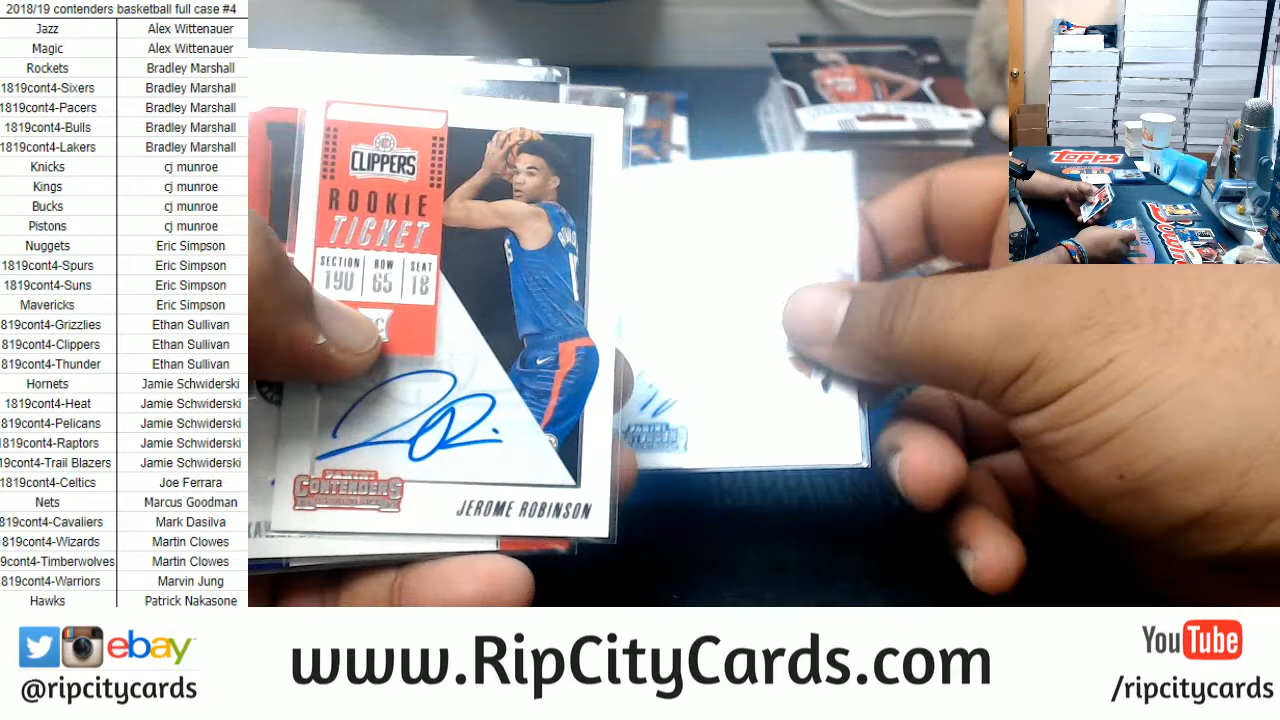 2018/19 contenders basketball full case #4
Jazz Alex Wittenauer
Magic Alex Wittenauer
Rockets Bradley Marshall
1819cont4-Sixers Bradley Marshall
1819cont4-Pacers Bradley Marshall
1819cont4-Bulls Bradley Marshall
1819cont4-Lakers Bradley Marshall
Knicks cj munroe
Kings cj munroe
Bucks cj munroe
Pistons cj munroe
Nuggets Eric Simpson
1819cont4-Spurs Eric Simpson
1819cont4-Suns Eric Simpson
Mavericks Eric Simpson
819cont4-Grizzlies Ethan Sullivan
819cont4-Clippers Ethan Sullivan
819cont4-Thunder Ethan Sullivan
Hornets Jamie Schwiderski
1819cont4-Heat Jamie Schwiderski
819cont4-Pelicans Jamie Schwiderski
819cont4-Raptors Jamie Schwiderski
9cont4-Trail Blazers Jamie Schwiderski
819cont4-Celtics Joe Ferrara
Nets Marcus Goodman
819cont4-Cavaliers Mark Dasilva
819cont4-Wizards Martin Clowes
9cont4-Timberwolves Martin Clowes
819cont4-Warriors Marvin Jung
Hawks Patrick Nakasone
CLIPPERS
ROOKIE
TICKET
SECTION ROW SEAT
190 65 18
PANINI
CONTENDERS
JEROME ROBINSON
topps
ebay
@ripcitycards
www.RipCityCards.com
YouTube
/ripcitycards